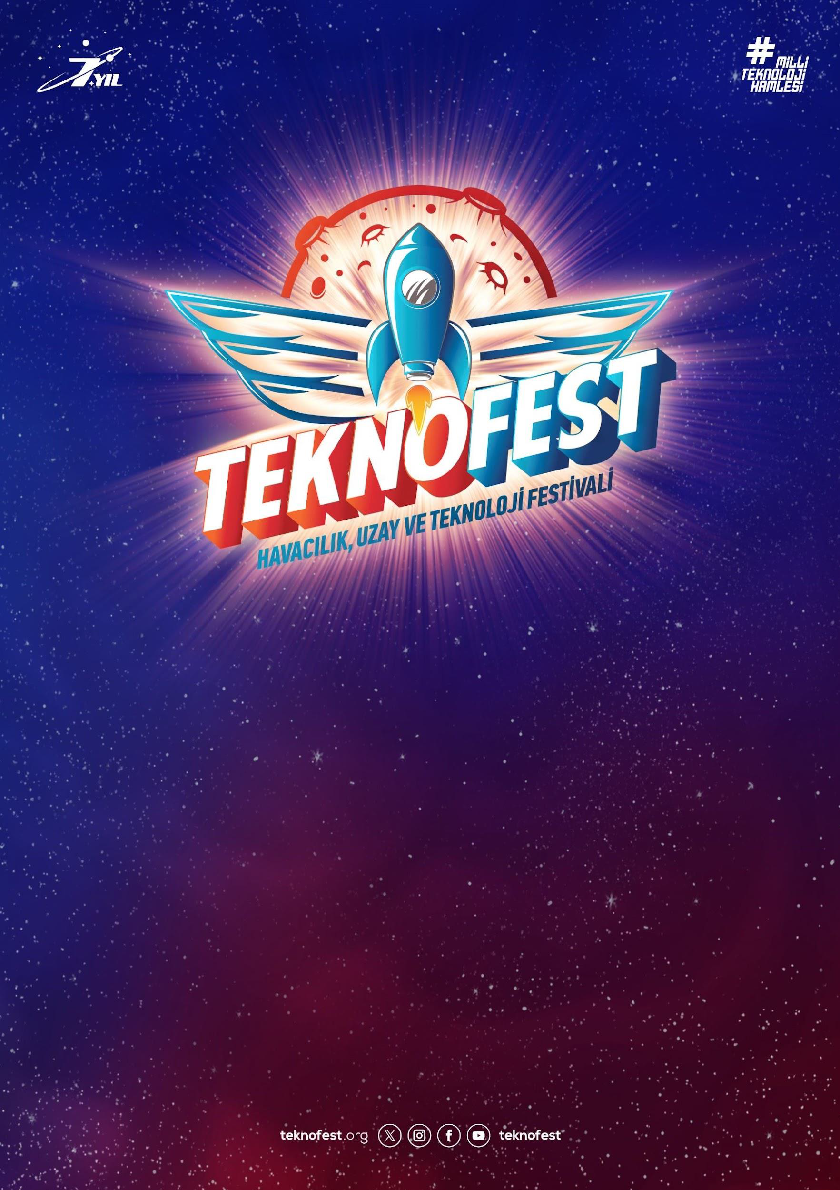 7.YIL
#MİLLİ
TEKNOLOJİ
HAMLESİ
TEKNOFEST
HAVACILIK, UZAY VE TEKNOLOJİ FESTİVALİ
teknofest.org teknofest